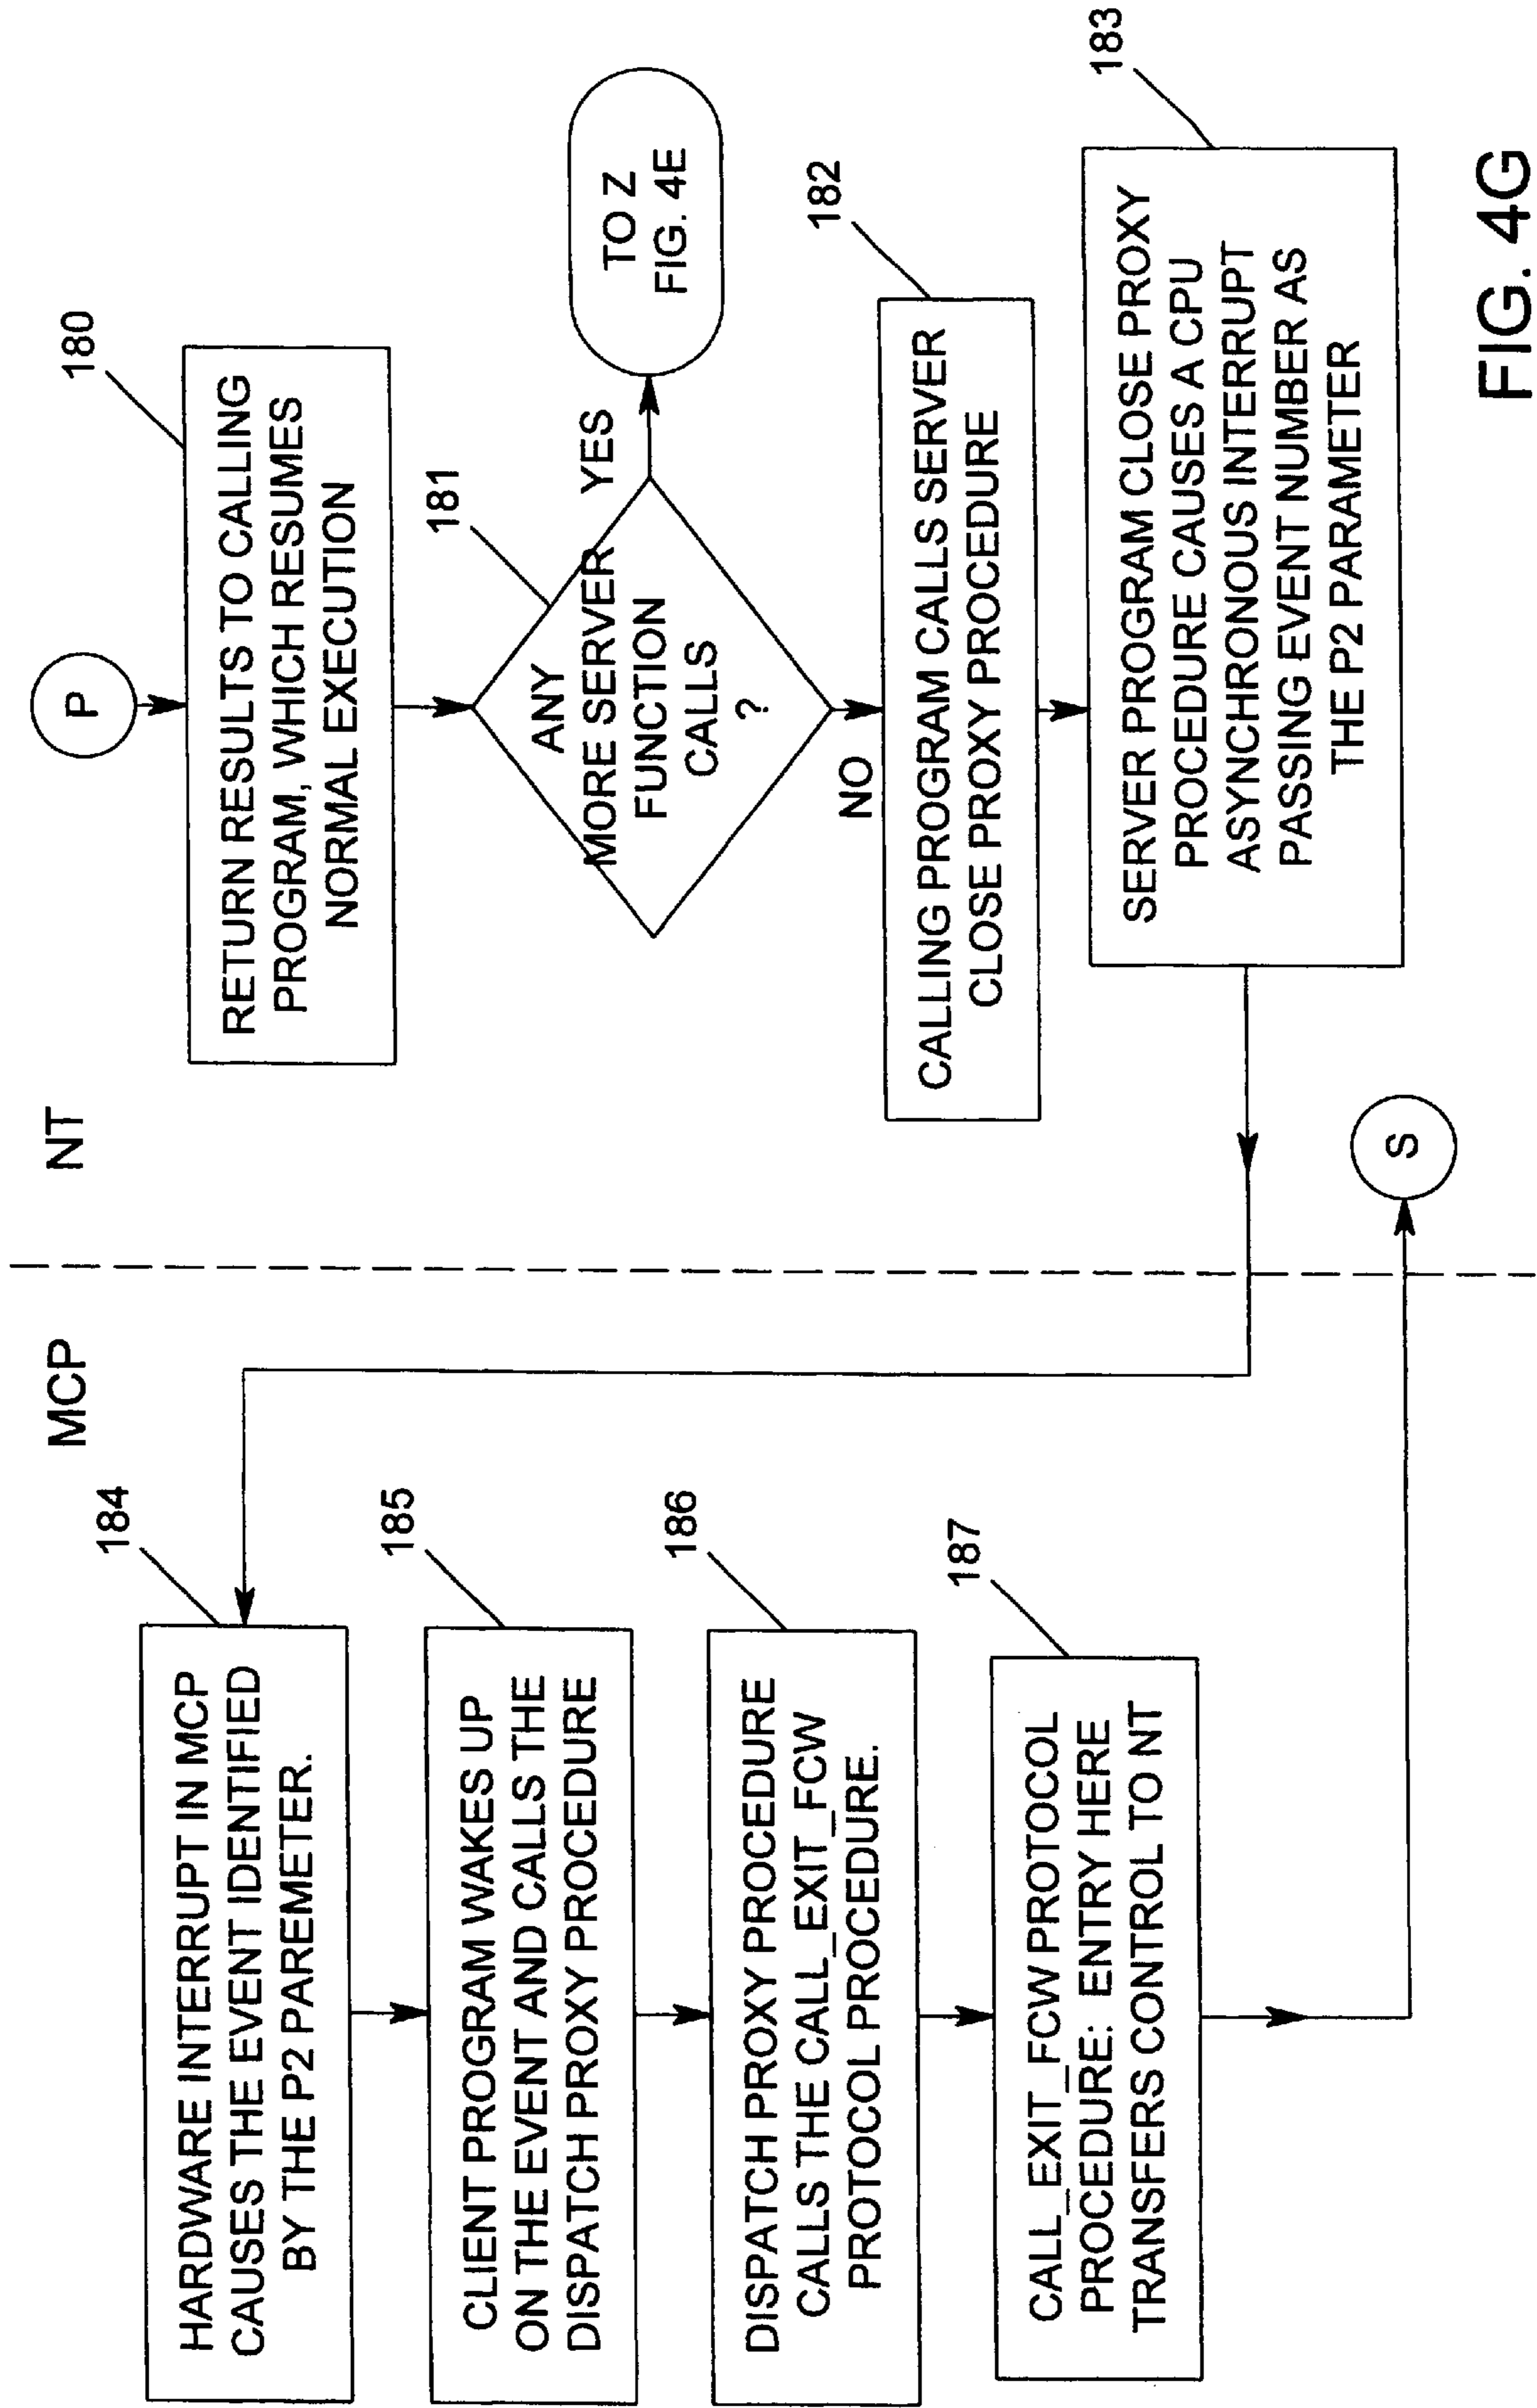 MCP
NT
P
180
RETURN RESULTS TO CALLING
PROGRAM, WHICH RESUMES
NORMAL EXECUTION
181
ANY
MORE SERVER
FUNCTION
CALLS
?
YES
TO Z
FIG. 4E
NO
182
CALLING PROGRAM CALLS SERVER
CLOSE PROXY PROCEDURE
183
SERVER PROGRAM CLOSE PROXY
PROCEDURE CAUSES A CPU
ASYNCHRONOUS INTERRUPT
PASSING EVENT NUMBER AS
THE P2 PARAMETER
184
HARDWARE INTERRUPT IN MCP
CAUSES THE EVENT IDENTIFIED
BY THE P2 PAREMETER.
185
CLIENT PROGRAM WAKES UP
ON THE EVENT AND CALLS THE
DISPATCH PROXY PROCEDURE
186
DISPATCH PROXY PROCEDURE
CALLS THE CALL_EXIT_FCW
PROTOCOL PROCEDURE.
187
CALL_EXIT_FCW PROTOCOL
PROCEDURE: ENTRY HERE
TRANSFERS CONTROL TO NT
S
FIG. 4G